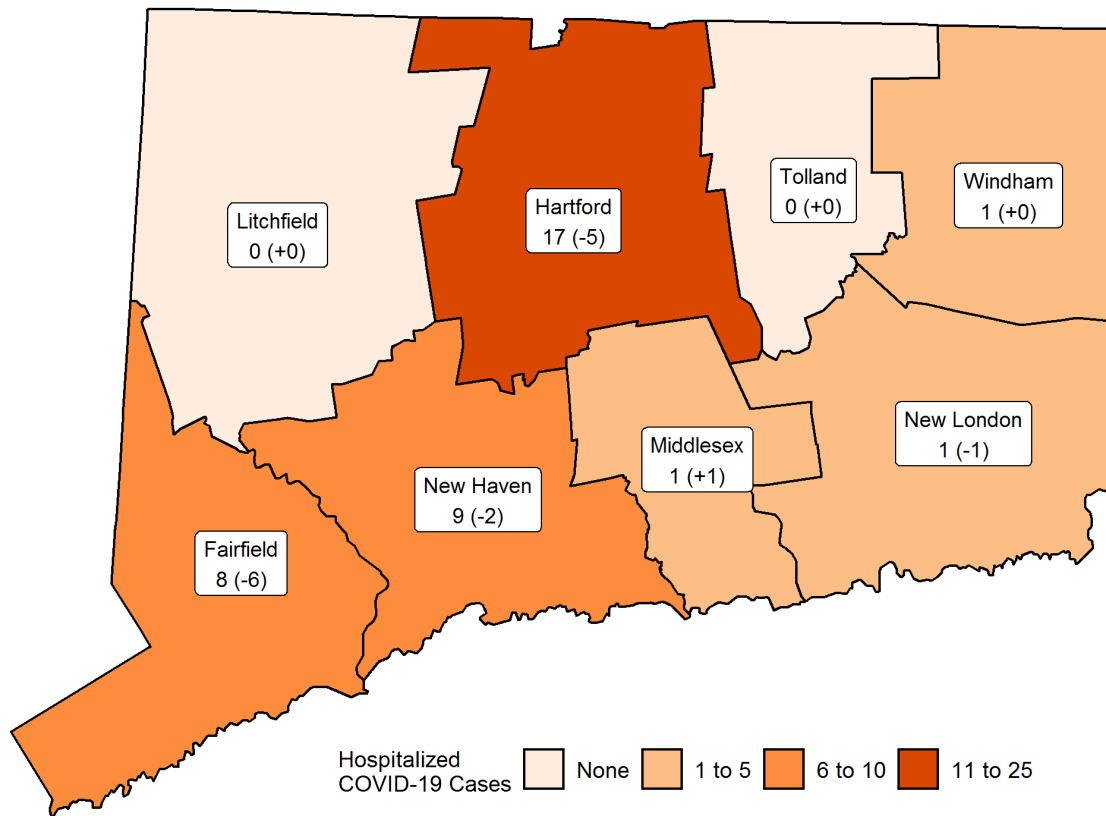 Tolland
0 (+0)
Windham
1 (+0)
Hartford
17 (-5)
Litchfield
0 (+0)
New London
1 (-1)
Middlesex
1 (+1)
New Haven
9 (-2)
Fairfield
8 (-6)
Hospitalized
COVID-19 Cases
None
1 to 5
6 to 10
11 to 25